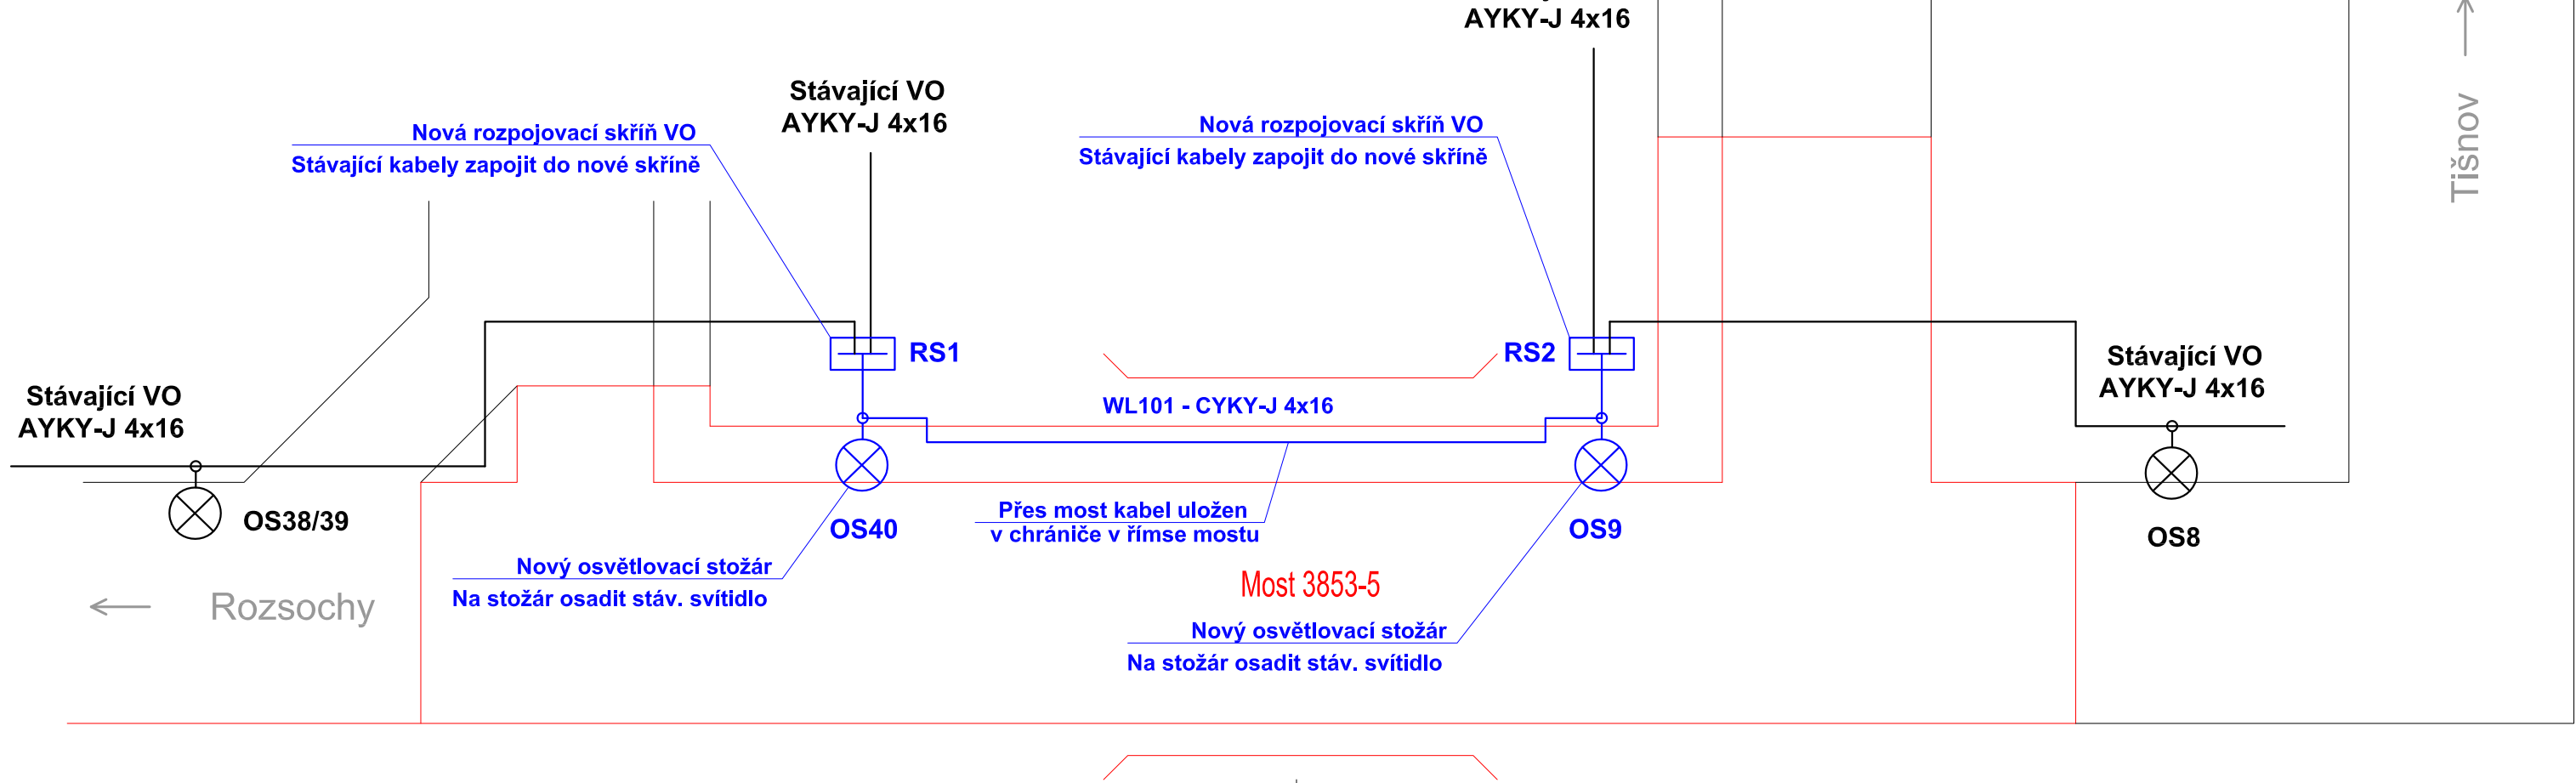 AYKY-J 4x16
Stávající VO
AYKY-J 4x16
Nová rozpojovací skříň VO
Stávající kabely zapojit do nové skříně
Nová rozpojovací skříň VO
Stávající kabely zapojit do nové skříně
Tišnov
RS1
RS2
Stávající VO
AYKY-J 4x16
Stávající VO
AYKY-J 4x16
WL101 - CYKY-J 4x16
OS38/39
OS40
Přes most kabel uložen
v chrániče v římse mostu
OS9
OS8
Nový osvětlovací stožár
Na stožár osadit stáv. svítidlo
Most 3853-5
Rozsochy
Nový osvětlovací stožár
Na stožár osadit stáv. svítidlo